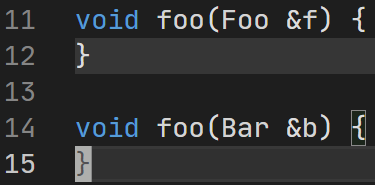 11 void foo(Foo &f) {
12 }
13
14 void foo(Bar &b) {
15 }